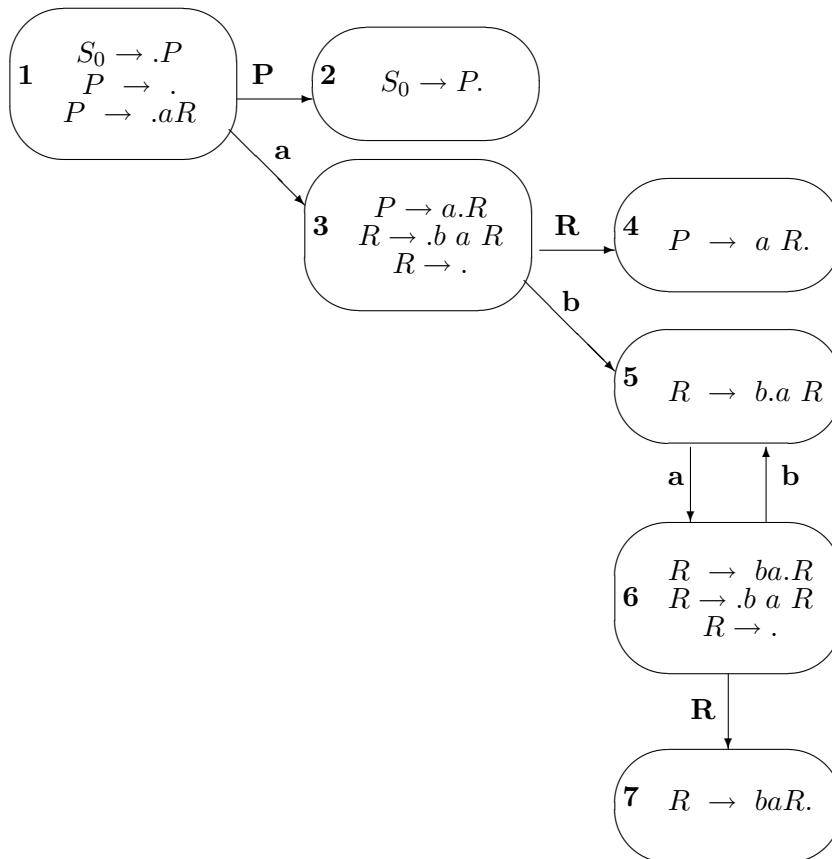 1
S₀ → .P
P → .
P → .aR
P
2
S₀ → P.
a
3
P → a.R
R → .b a R
R → .
R
4
P → a R.
b
5
R → b.a R
a
b
6
R → ba.R
R → .b a R
R → .
R
7
R → baR.